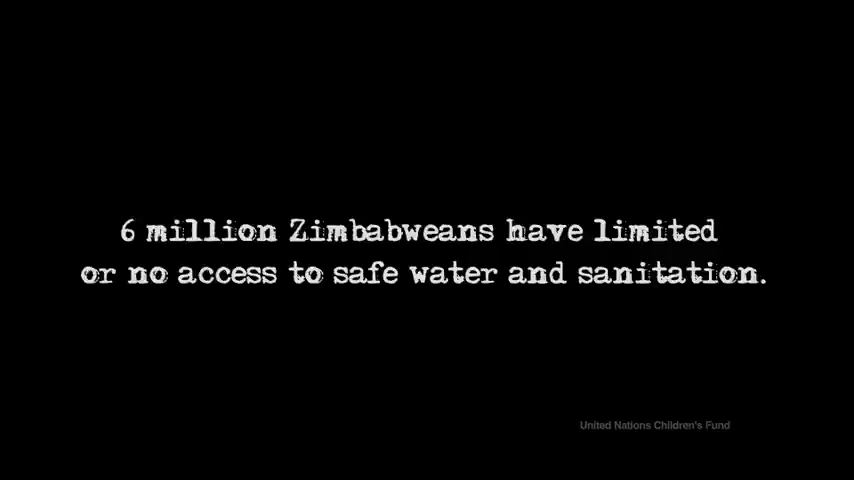 6 million Zimbabweans have limited
or no access to safe water and sanitation.
United Nations Children's Fund